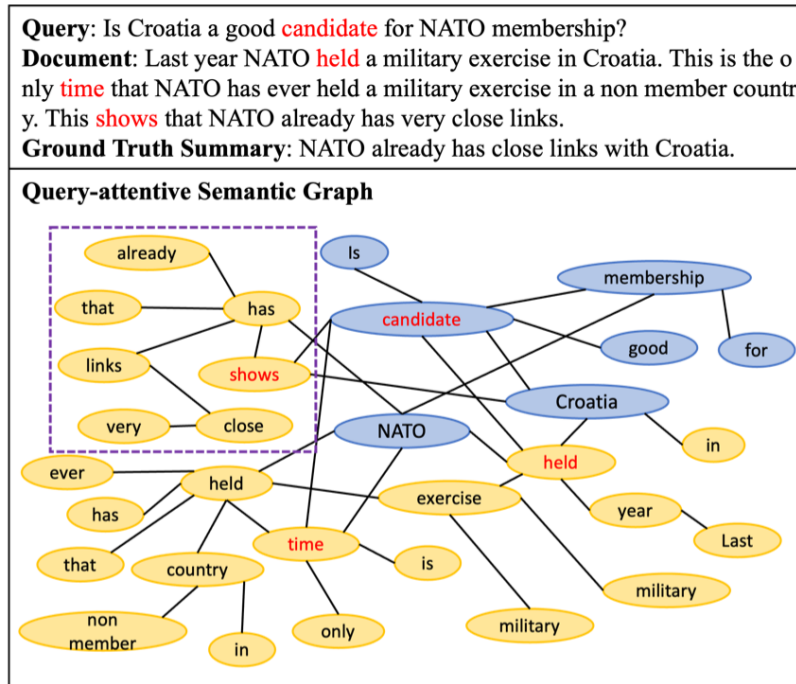 Query: Is Croatia a good candidate for NATO membership?
Document: Last year NATO held a military exercise in Croatia. This is the o
nly time that NATO has ever held a military exercise in a non member countr
y. This shows that NATO already has very close links.
Ground Truth Summary: NATO already has close links with Croatia.
Query-attentive Semantic Graph
already
Is
membership
that
has
candidate
good
for
links
shows
Croatia
very
close
NATO
in
ever
held
held
exercise
has
year
time
Last
that
country
is
military
non
member
only
military
in